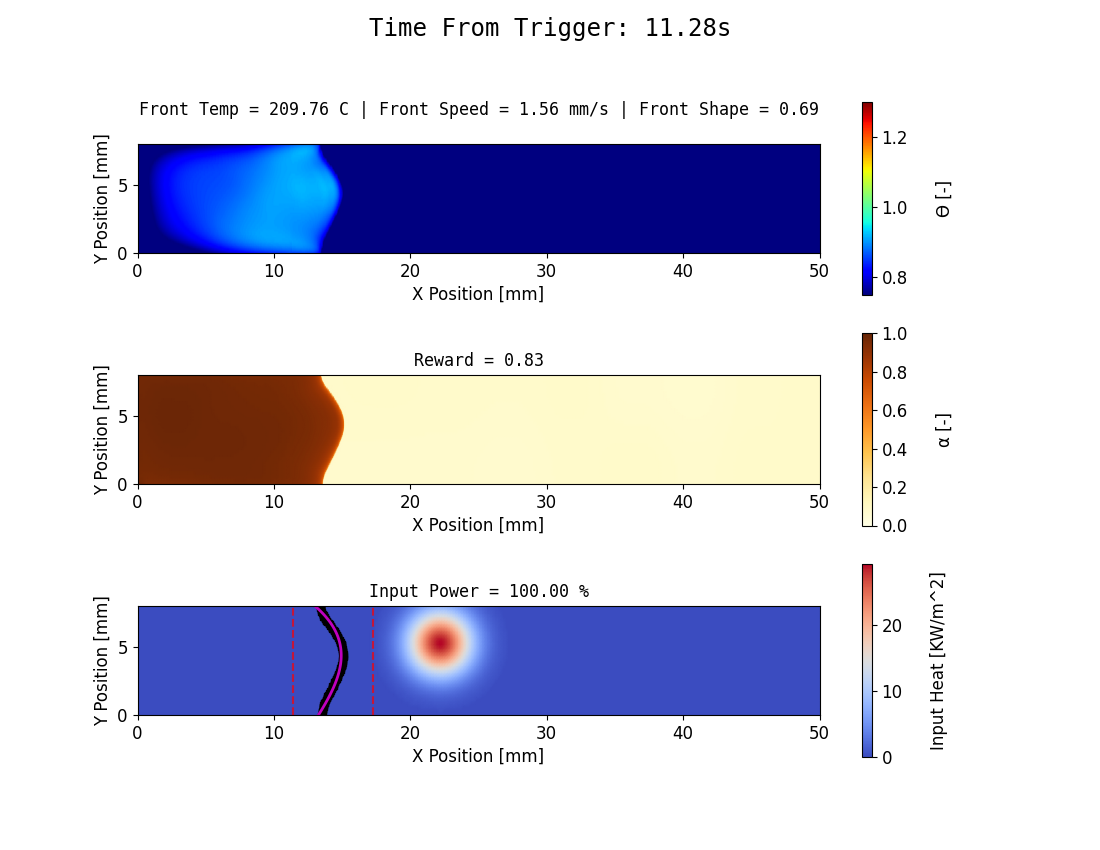 Time From Trigger: 11.28s
Front Temp = 209.76 C | Front Speed = 1.56 mm/s | Front Shape = 0.69
Y Position [mm]
5
0
0 10 20 30 40 50
X Position [mm]
1.2
1.0
0.8
Θ [-]
Reward = 0.83
Y Position [mm]
5
0
0 10 20 30 40 50
X Position [mm]
1.0
0.8
0.6
0.4
0.2
0.0
α [-]
Input Power = 100.00 %
Y Position [mm]
5
0
0 10 20 30 40 50
X Position [mm]
20
10
0
Input Heat [KW/m^2]